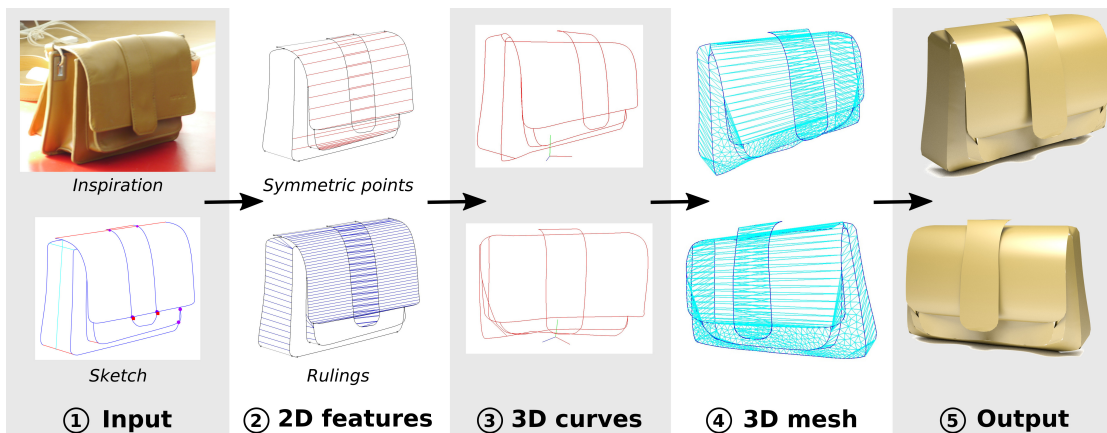 Inspiration
Symmetric points
Sketch
Rulings
① Input
② 2D features
③ 3D curves
④ 3D mesh
⑤ Output